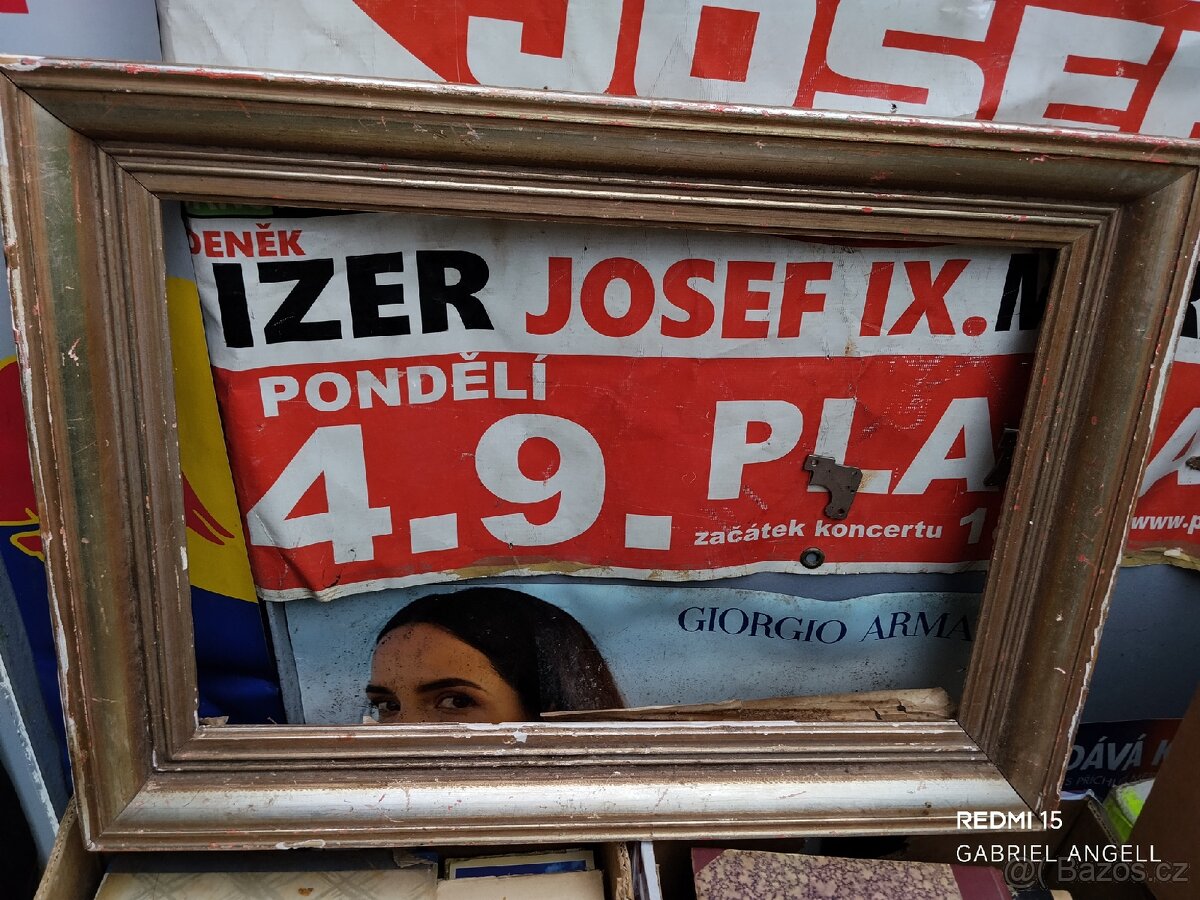 JOSEF
DENĚK
IZER JOSEF IX.
PONDĚLÍ
4.9. PLA
začátek koncertu
www.p
GIORGIO ARMA
DÁVÁ K
REDMI 15
GABRIEL ANGELL
Bazos.cz